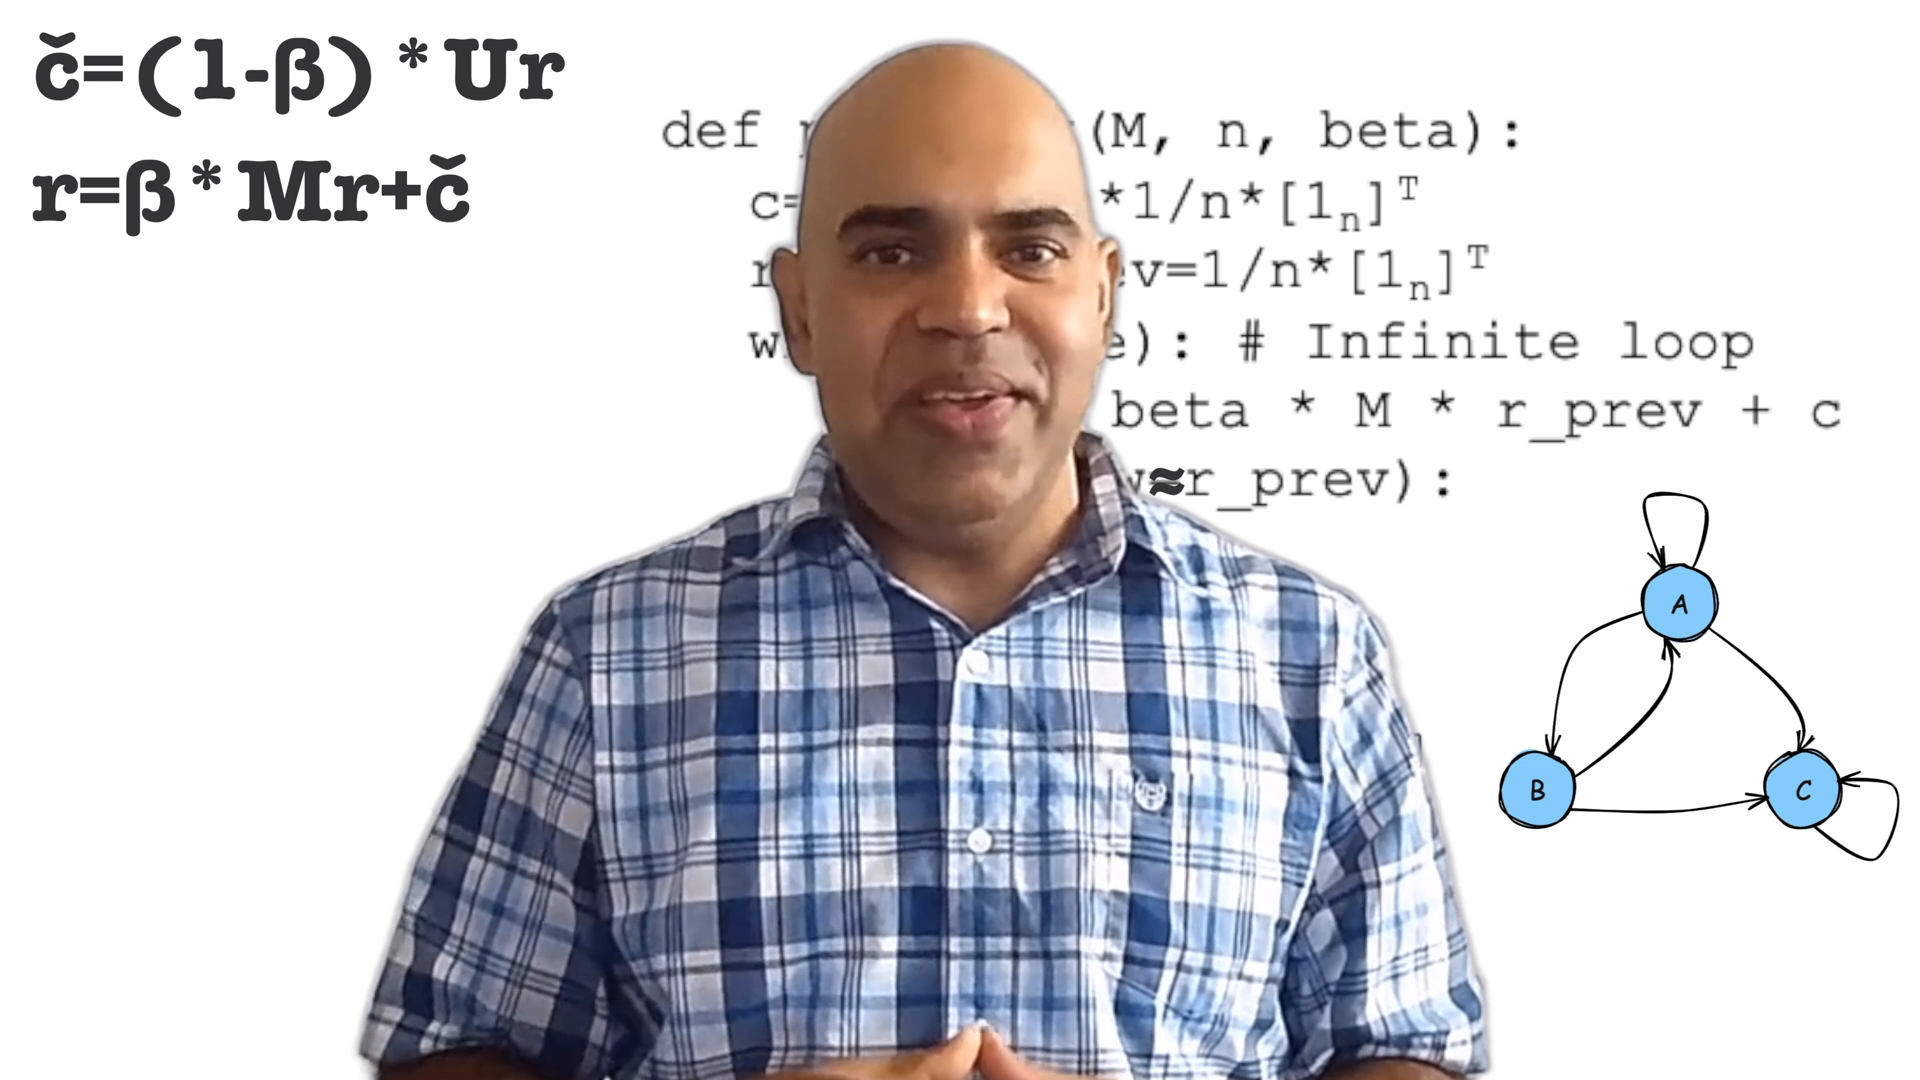 č=(1-β)*Ur
r=β*Mr+č
def (M, n, beta):
c= *1/n*[1ₙ]ᵀ
=1/n*[1ₙ]ᵀ
: # Infinite loop
beta * M * r_prev + c
≈r_prev):
A
B
C